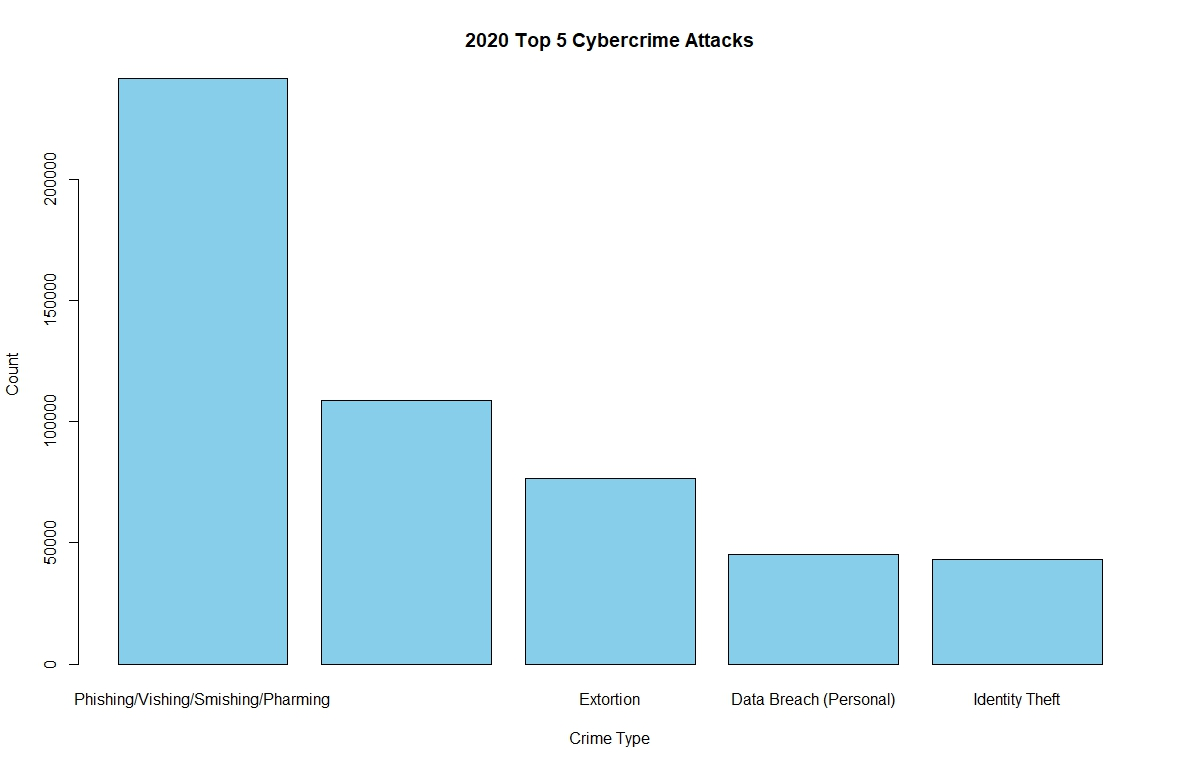 2020 Top 5 Cybercrime Attacks
Count
200000
150000
100000
50000
0
Phishing/Vishing/Smishing/Pharming
Extortion
Data Breach (Personal)
Identity Theft
Crime Type